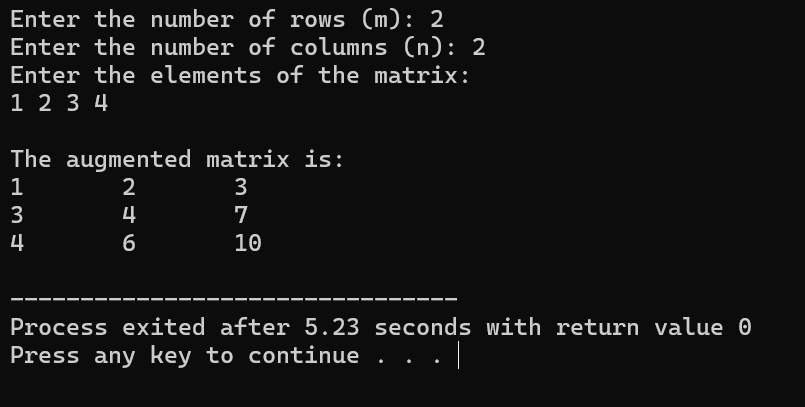 Enter the number of rows (m): 2
Enter the number of columns (n): 2
Enter the elements of the matrix:
1 2 3 4
The augmented matrix is:
1 2 3
3 4 7
4 6 10
--------------------------------
Process exited after 5.23 seconds with return value 0
Press any key to continue . . .